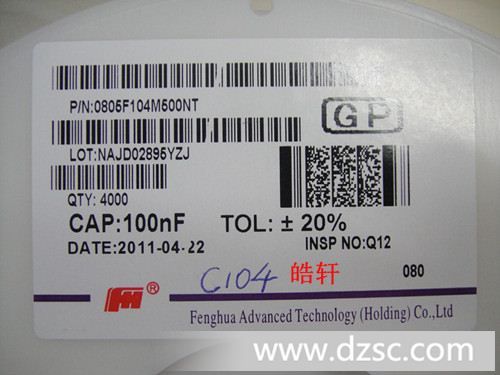 P/N:0805F104M500NT
GP
LOT:NAJD02895YZJ
QTY: 4000
CAP:100nF TOL: ± 20%
DATE:2011-04-22 INSP NO:Q12
C104 皓轩 080
FH ®
Fenghua Advanced Technology (Holding) Co.,Ltd
www.dzsc.com